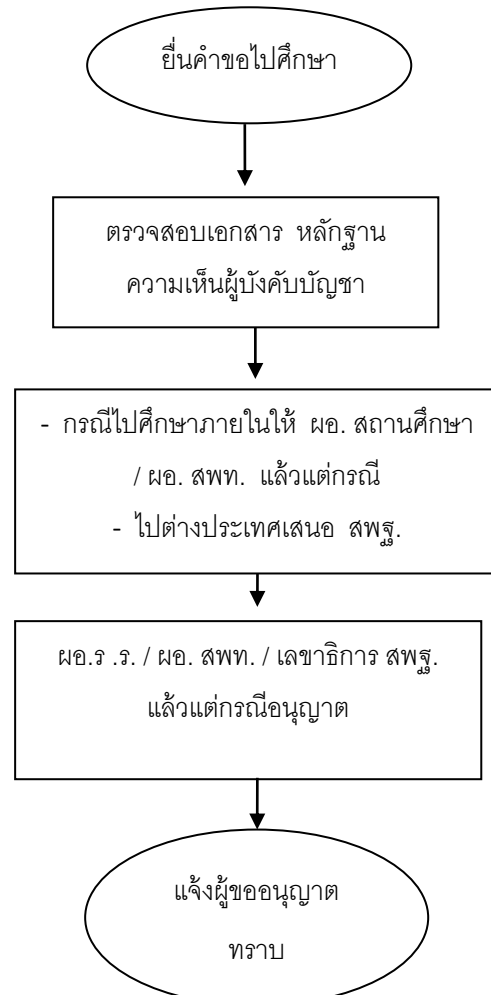 ยื่นคำขอไปศึกษา
ตรวจสอบเอกสาร หลักฐาน
ความเห็นผู้บังคับบัญชา
- กรณีไปศึกษาภายในให้ ผอ. สถานศึกษา
/ ผอ. สพท. แล้วแต่กรณี
- ไปต่างประเทศเสนอ สพฐ.
ผอ.ร .ร. / ผอ. สพท. / เลขาธิการ สพฐ.
แล้วแต่กรณีอนุญาต
แจ้งผู้ขออนุญาต
ทราบ